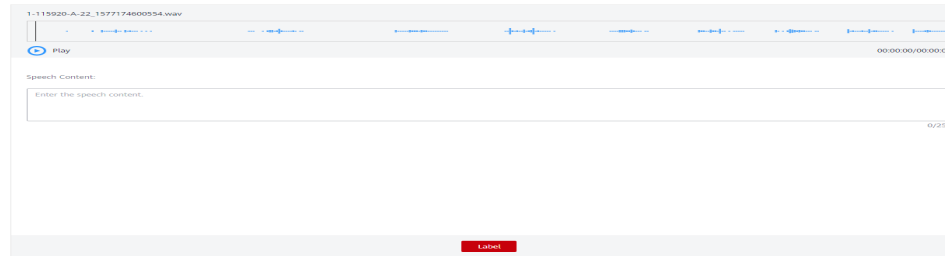 1-115920-A-22_1577174600554.wav
Play
00:00:00/00:00:0
Speech Content:
Enter the speech content.
0/25
Label